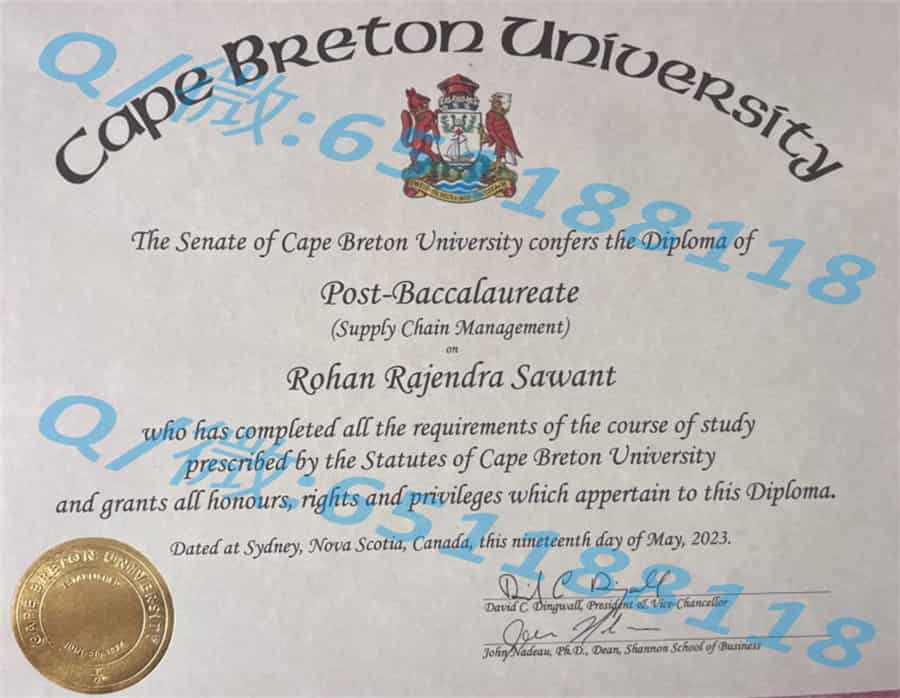 Cape Breton University
The Senate of Cape Breton University confers the Diploma of
Post-Baccalaureate
(Supply Chain Management)
on
Rohan Rajendra Sawant
who has completed all the requirements of the course of study
prescribed by the Statutes of Cape Breton University
and grants all honours, rights and privileges which appertain to this Diploma.
Dated at Sydney, Nova Scotia, Canada, this nineteenth day of May, 2023.
David C. Dingwall, President & Vice-Chancellor
John Nadeau, Ph.D., Dean, Shannon School of Business
CAPE BRETON UNIVERSITY
Q/微:651188118
Q/微:651188118